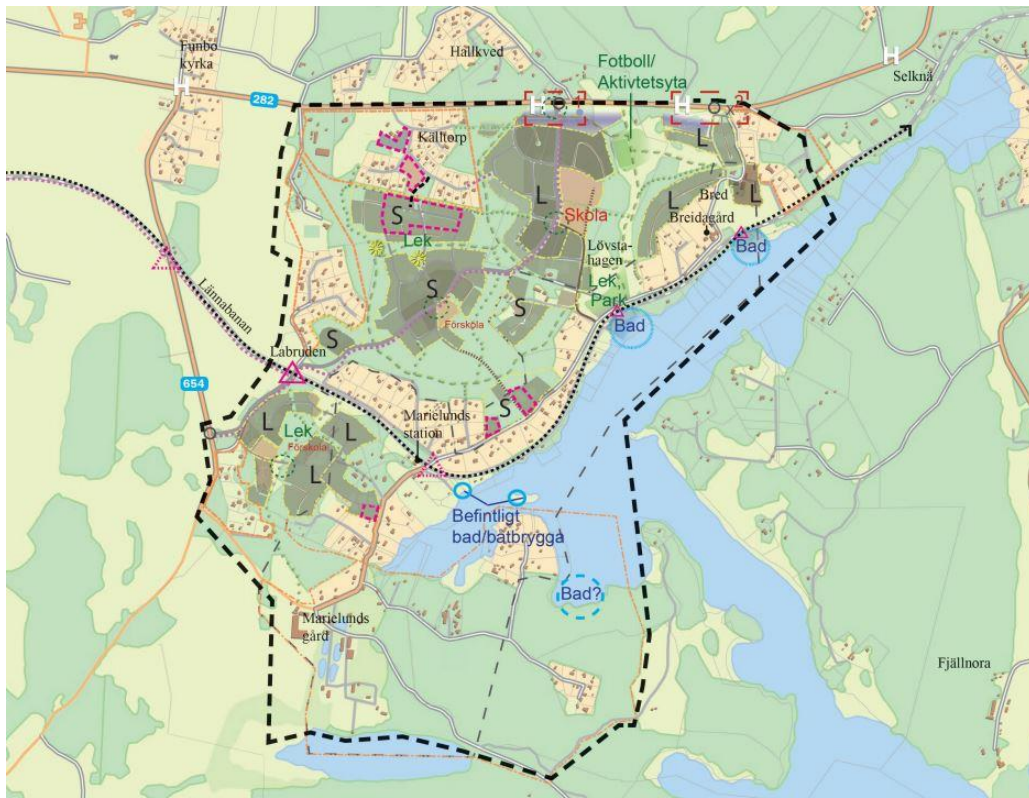 Funbo
kyrka
H
282
Hallkved
Fotboll/
Aktivtetsyta
H
Selknä
H
H
Källtorp
L
L
S
Lek
Skola
Bred
L
L
Breidagård
Lövsta-
hagen
Bad
Lek
Park
S
S
Förskola
Bad
Lännabanan
S
Labruden
654
S
Marielunds
station
L
Lek
L
Förskola
L
Befintligt
bad/båtbrygga
Bad?
Marielunds
gård
Fjällnora